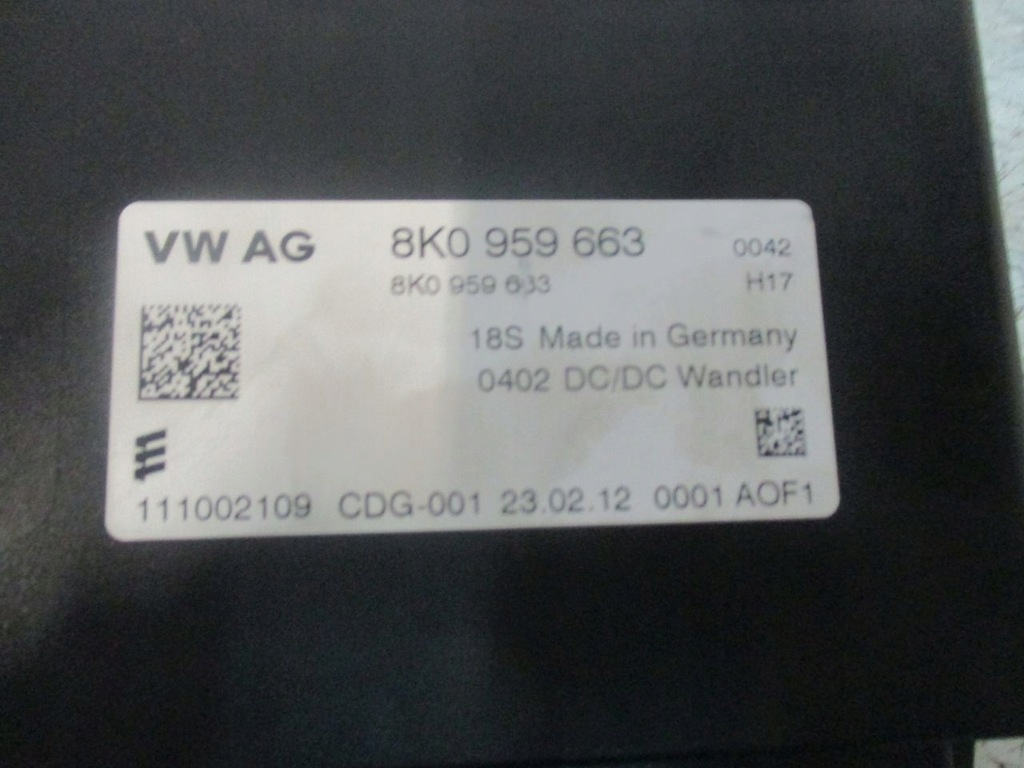 VW AG 8K0 959 663 0042
8K0 959 663 H17
18S Made in Germany
0402 DC/DC Wandler
111002109 CDG-001 23.02.12 0001 AOF1